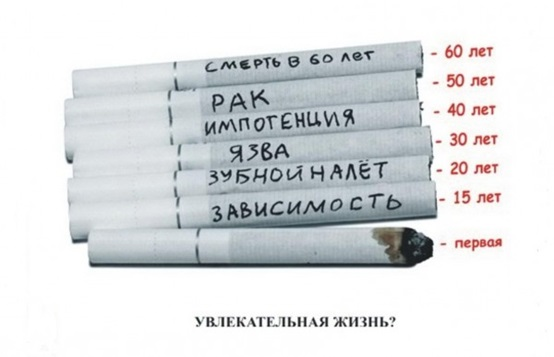 СМЕРТЬ В 60 лет - 60 лет
РАК - 50 лет
ИМПОТЕНЦИЯ - 40 лет
ЯЗВА - 30 лет
ЗУБНОЙ НАЛЁТ - 20 лет
ЗАВИСИМОСТЬ - 15 лет
- первая
УВЛЕКАТЕЛЬНАЯ ЖИЗНЬ?